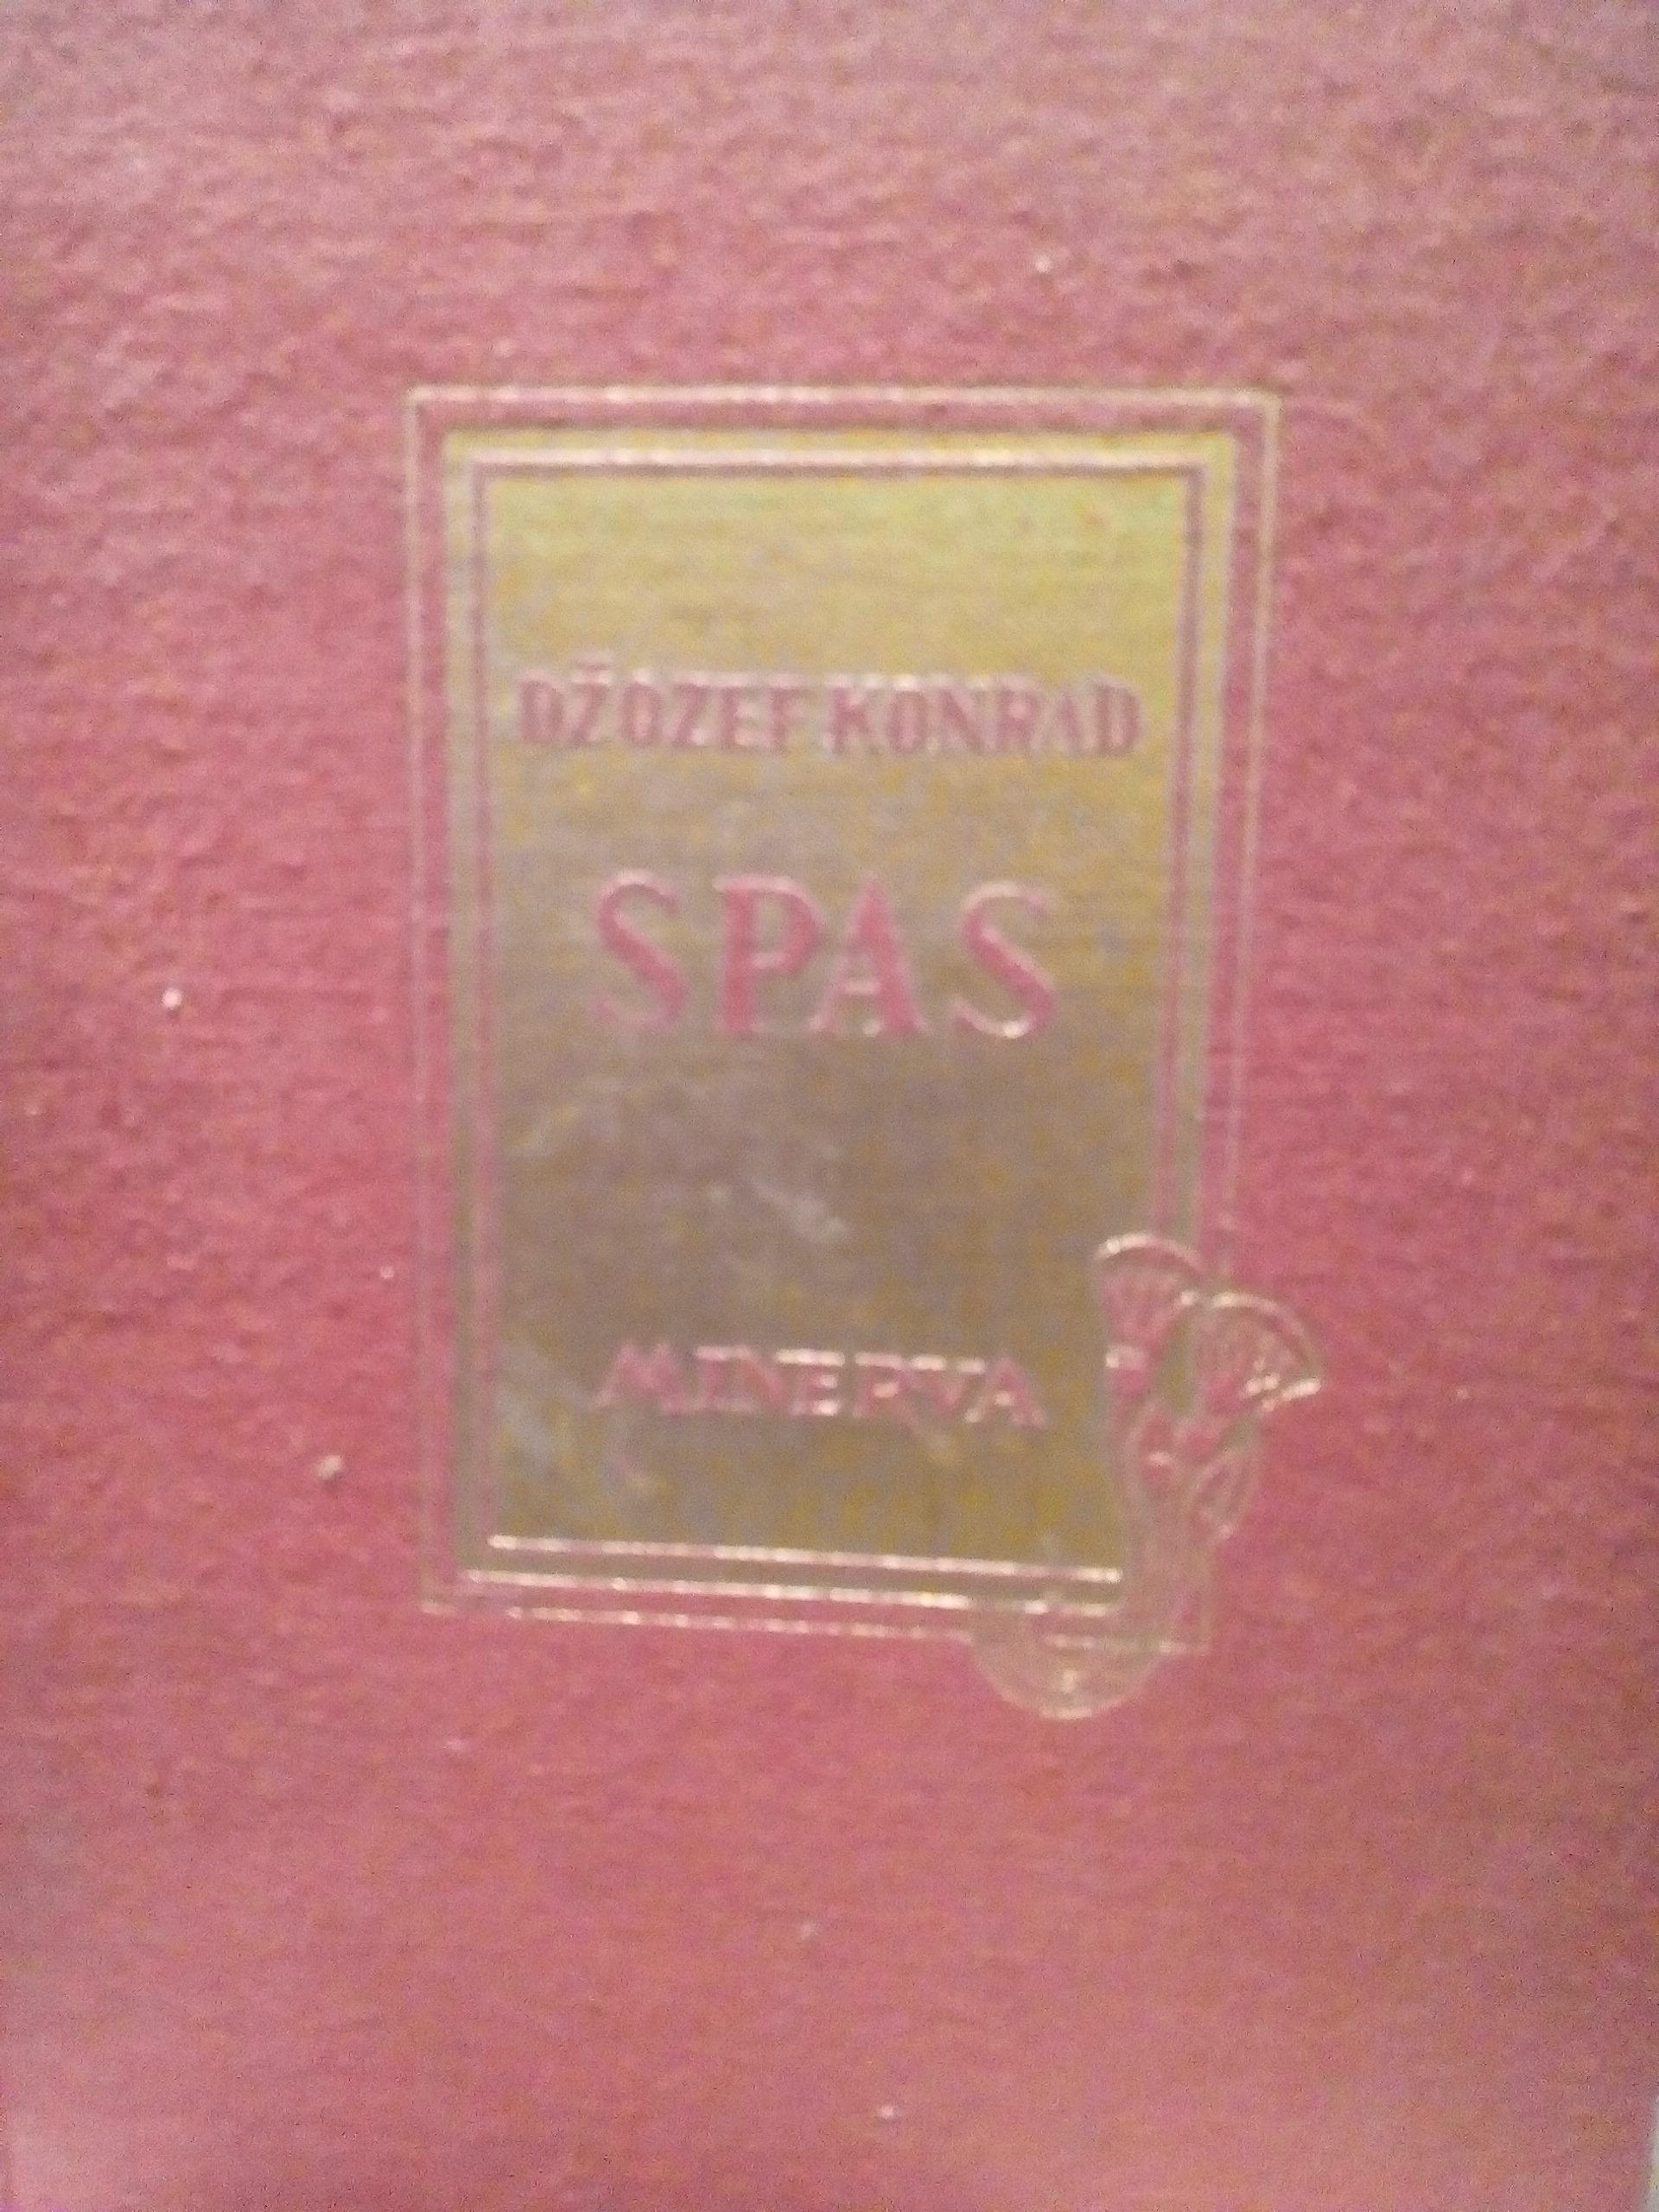 DŽOZEF KONRAD
SPAS
MINERVA